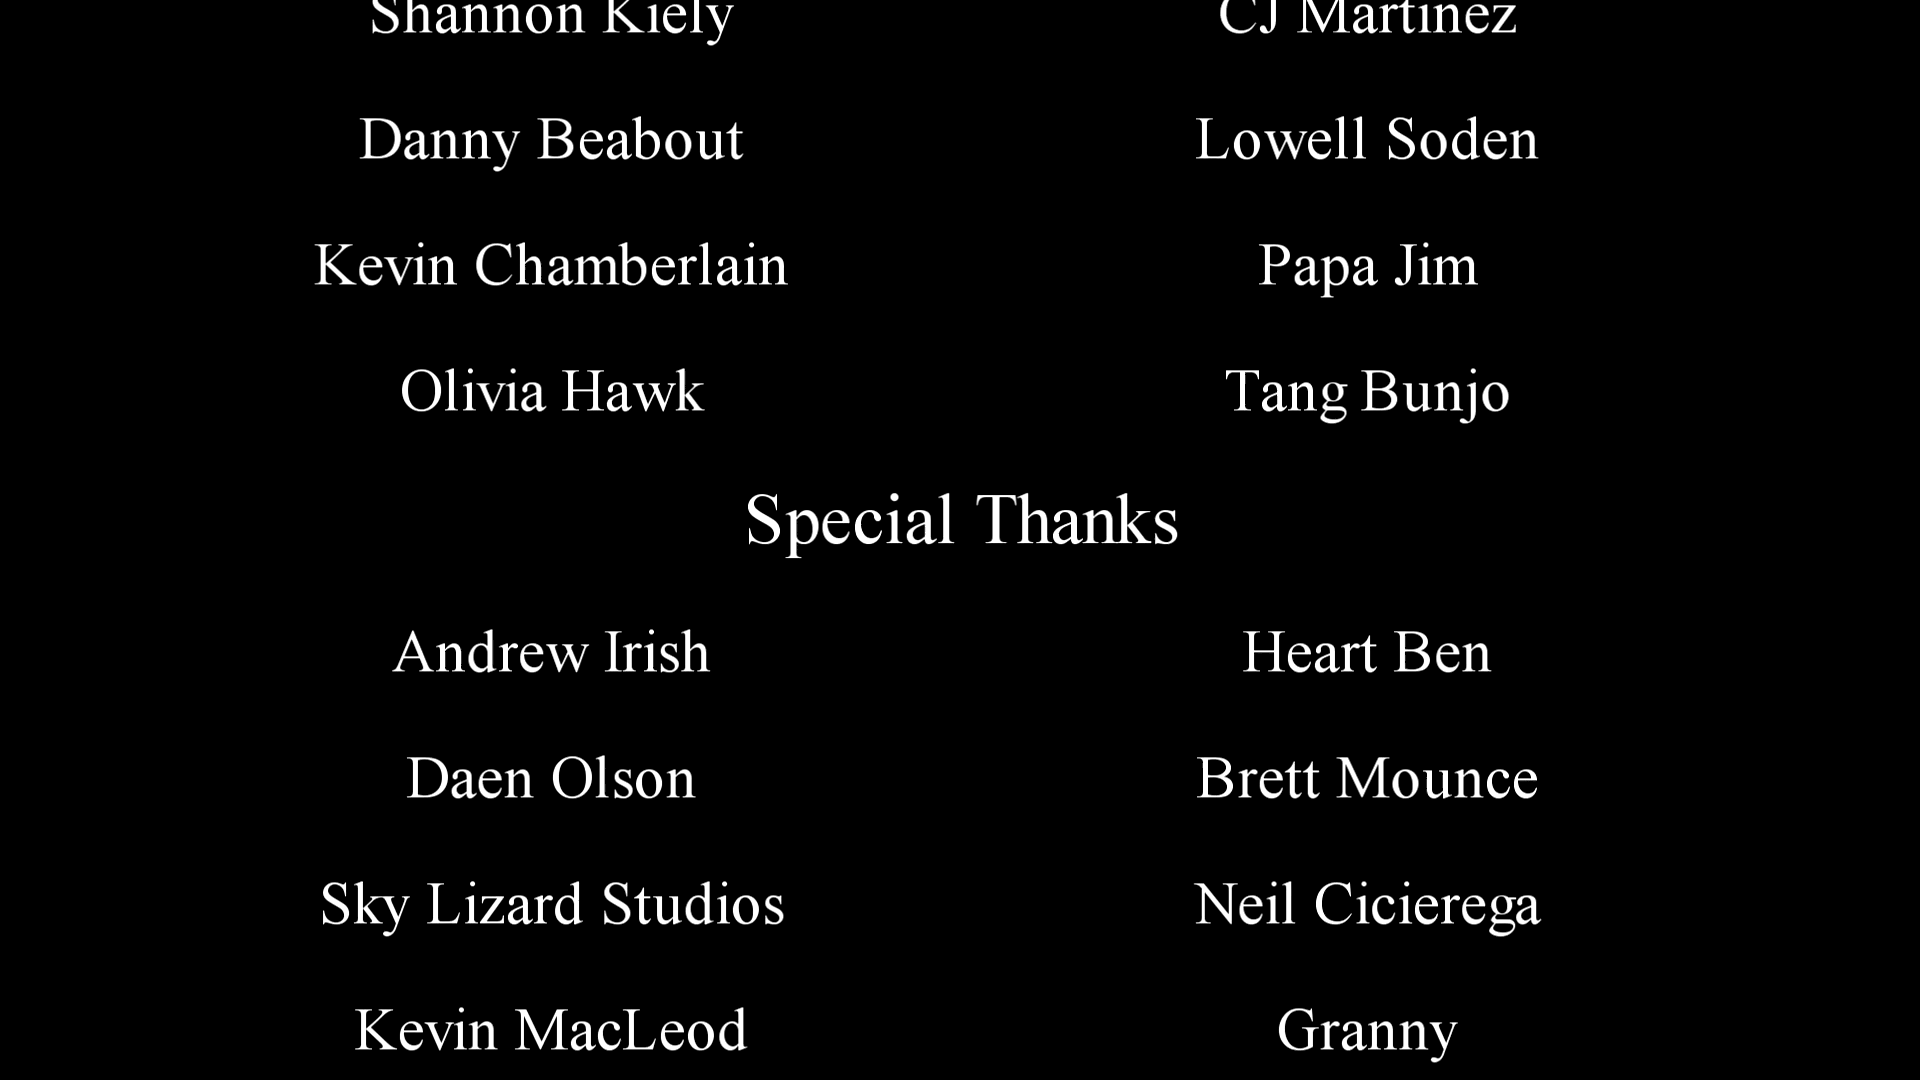 Shannon Kiely CJ Martinez
Danny Beabout Lowell Soden
Kevin Chamberlain Papa Jim
Olivia Hawk Tang Bunjo
Special Thanks
Andrew Irish Heart Ben
Daen Olson Brett Mounce
Sky Lizard Studios Neil Cicierega
Kevin MacLeod Granny